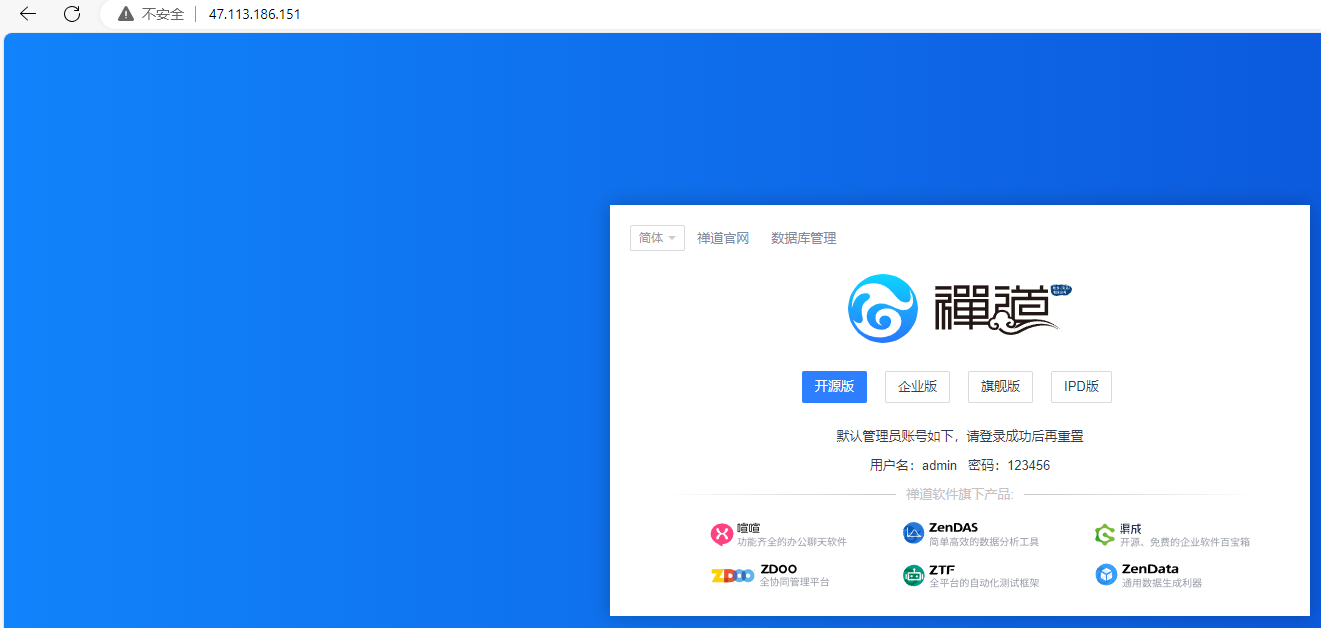 不安全 47.113.186.151
简体 禅道官网 数据库管理
禪道
开源版 企业版 旗舰版 IPD版
默认管理员账号如下，请登录成功后再重置
用户名：admin 密码：123456
禅道软件旗下产品:
喧喧 ZenDAS 渠成
功能齐全的办公聊天软件 简单高效的数据分析工具 开源、免费的企业软件百宝箱
ZDOO ZDOO ZTF ZenData
全协同管理平台 全平台的自动化测试框架 通用数据生成利器